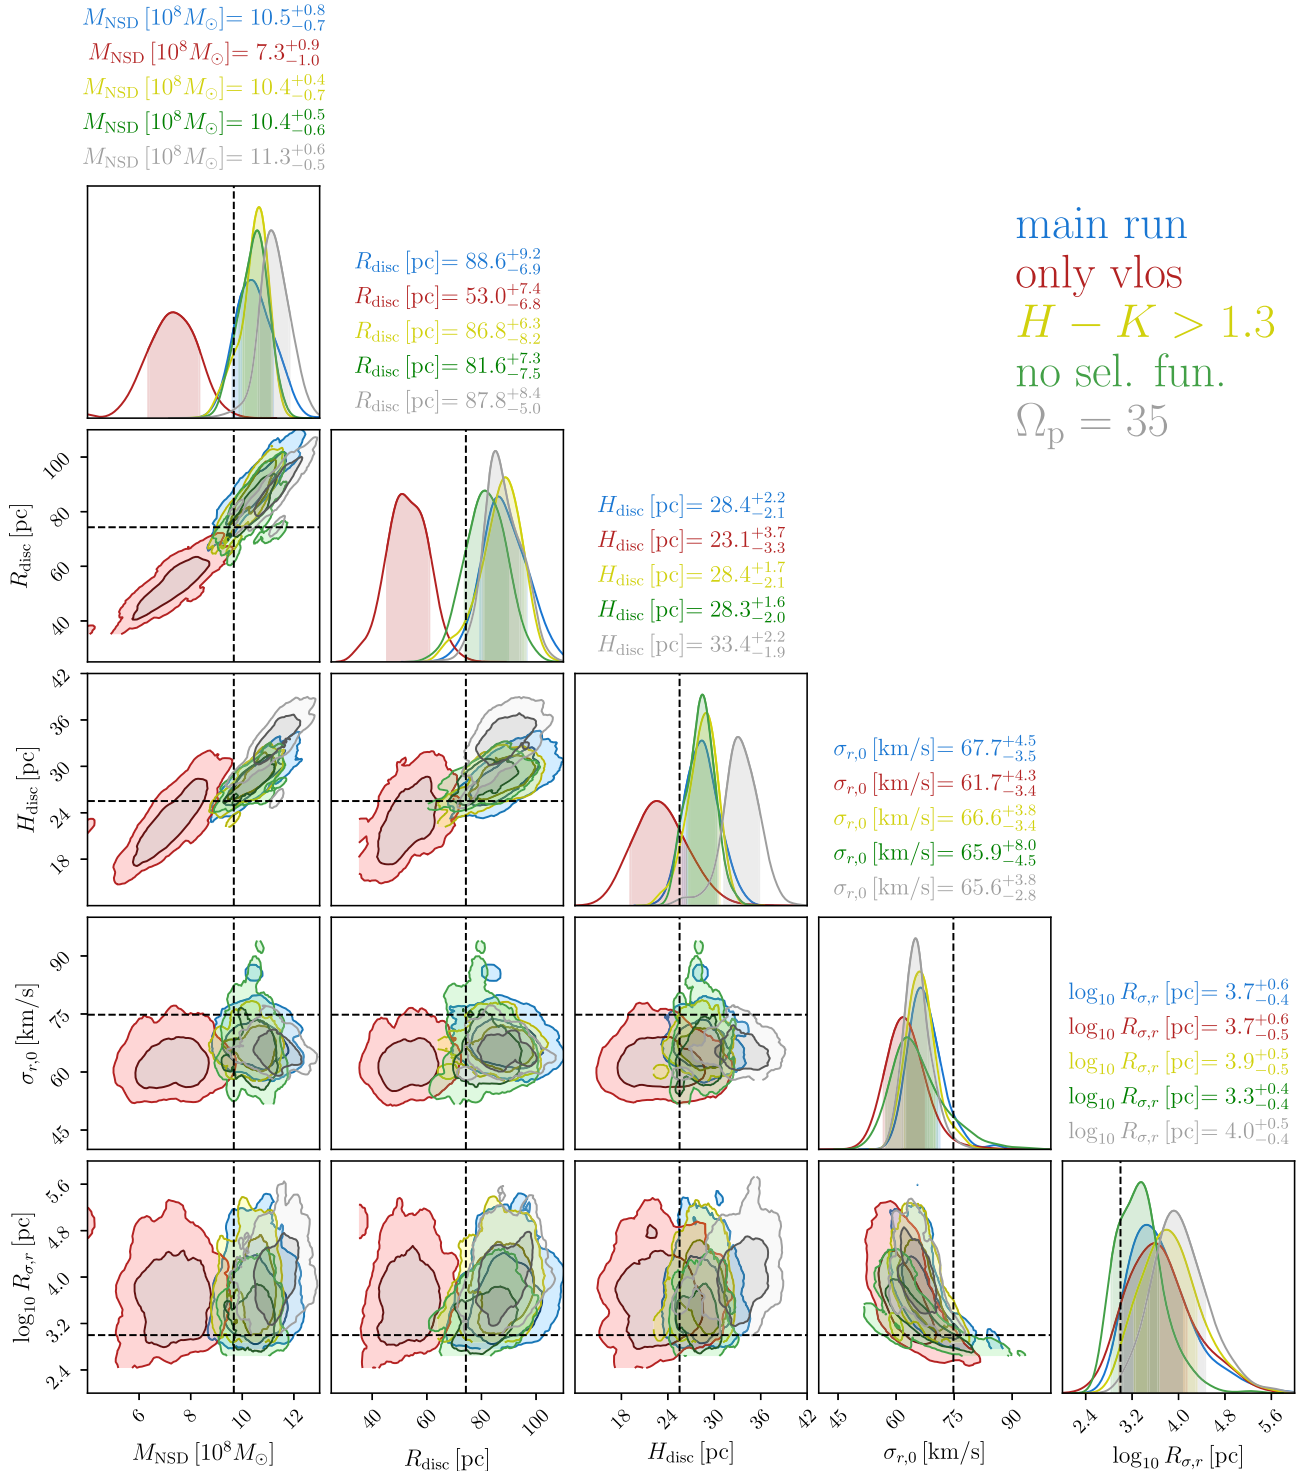 M_NSD [10^8 M_⊙]= 10.5^{+0.8}_{−0.7}
M_NSD [10^8 M_⊙]= 7.3^{+0.9}_{−1.0}
M_NSD [10^8 M_⊙]= 10.4^{+0.4}_{−0.7}
M_NSD [10^8 M_⊙]= 10.4^{+0.5}_{−0.6}
M_NSD [10^8 M_⊙]= 11.3^{+0.6}_{−0.5}
main run
only vlos
H − K > 1.3
no sel. fun.
Ω_p = 35
R_disc [pc]= 88.6^{+9.2}_{−6.9}
R_disc [pc]= 53.0^{+7.4}_{−6.8}
R_disc [pc]= 86.8^{+6.3}_{−8.2}
R_disc [pc]= 81.6^{+7.3}_{−7.5}
R_disc [pc]= 87.8^{+8.4}_{−5.0}
H_disc [pc]= 28.4^{+2.2}_{−2.1}
H_disc [pc]= 23.1^{+3.7}_{−3.3}
H_disc [pc]= 28.4^{+1.7}_{−2.1}
H_disc [pc]= 28.3^{+1.6}_{−2.0}
H_disc [pc]= 33.4^{+2.2}_{−1.9}
σ_{r,0} [km/s]= 67.7^{+4.5}_{−3.5}
σ_{r,0} [km/s]= 61.7^{+4.3}_{−3.4}
σ_{r,0} [km/s]= 66.6^{+3.8}_{−3.4}
σ_{r,0} [km/s]= 65.9^{+8.0}_{−4.5}
σ_{r,0} [km/s]= 65.6^{+3.8}_{−2.8}
log_10 R_{σ,r} [pc]= 3.7^{+0.6}_{−0.4}
log_10 R_{σ,r} [pc]= 3.7^{+0.6}_{−0.5}
log_10 R_{σ,r} [pc]= 3.9^{+0.5}_{−0.5}
log_10 R_{σ,r} [pc]= 3.3^{+0.4}_{−0.4}
log_10 R_{σ,r} [pc]= 4.0^{+0.5}_{−0.4}
R_disc [pc]
100
80
60
40
H_disc [pc]
42
36
30
24
18
σ_{r,0} [km/s]
90
75
60
45
log_10 R_{σ,r} [pc]
5.6
4.8
4.0
3.2
2.4
6 8 10 12
M_NSD [10^8 M_⊙]
40 60 80 100
R_disc [pc]
18 24 30 36 42
H_disc [pc]
45 60 75 90
σ_{r,0} [km/s]
2.4 3.2 4.0 4.8 5.6
log_10 R_{σ,r} [pc]